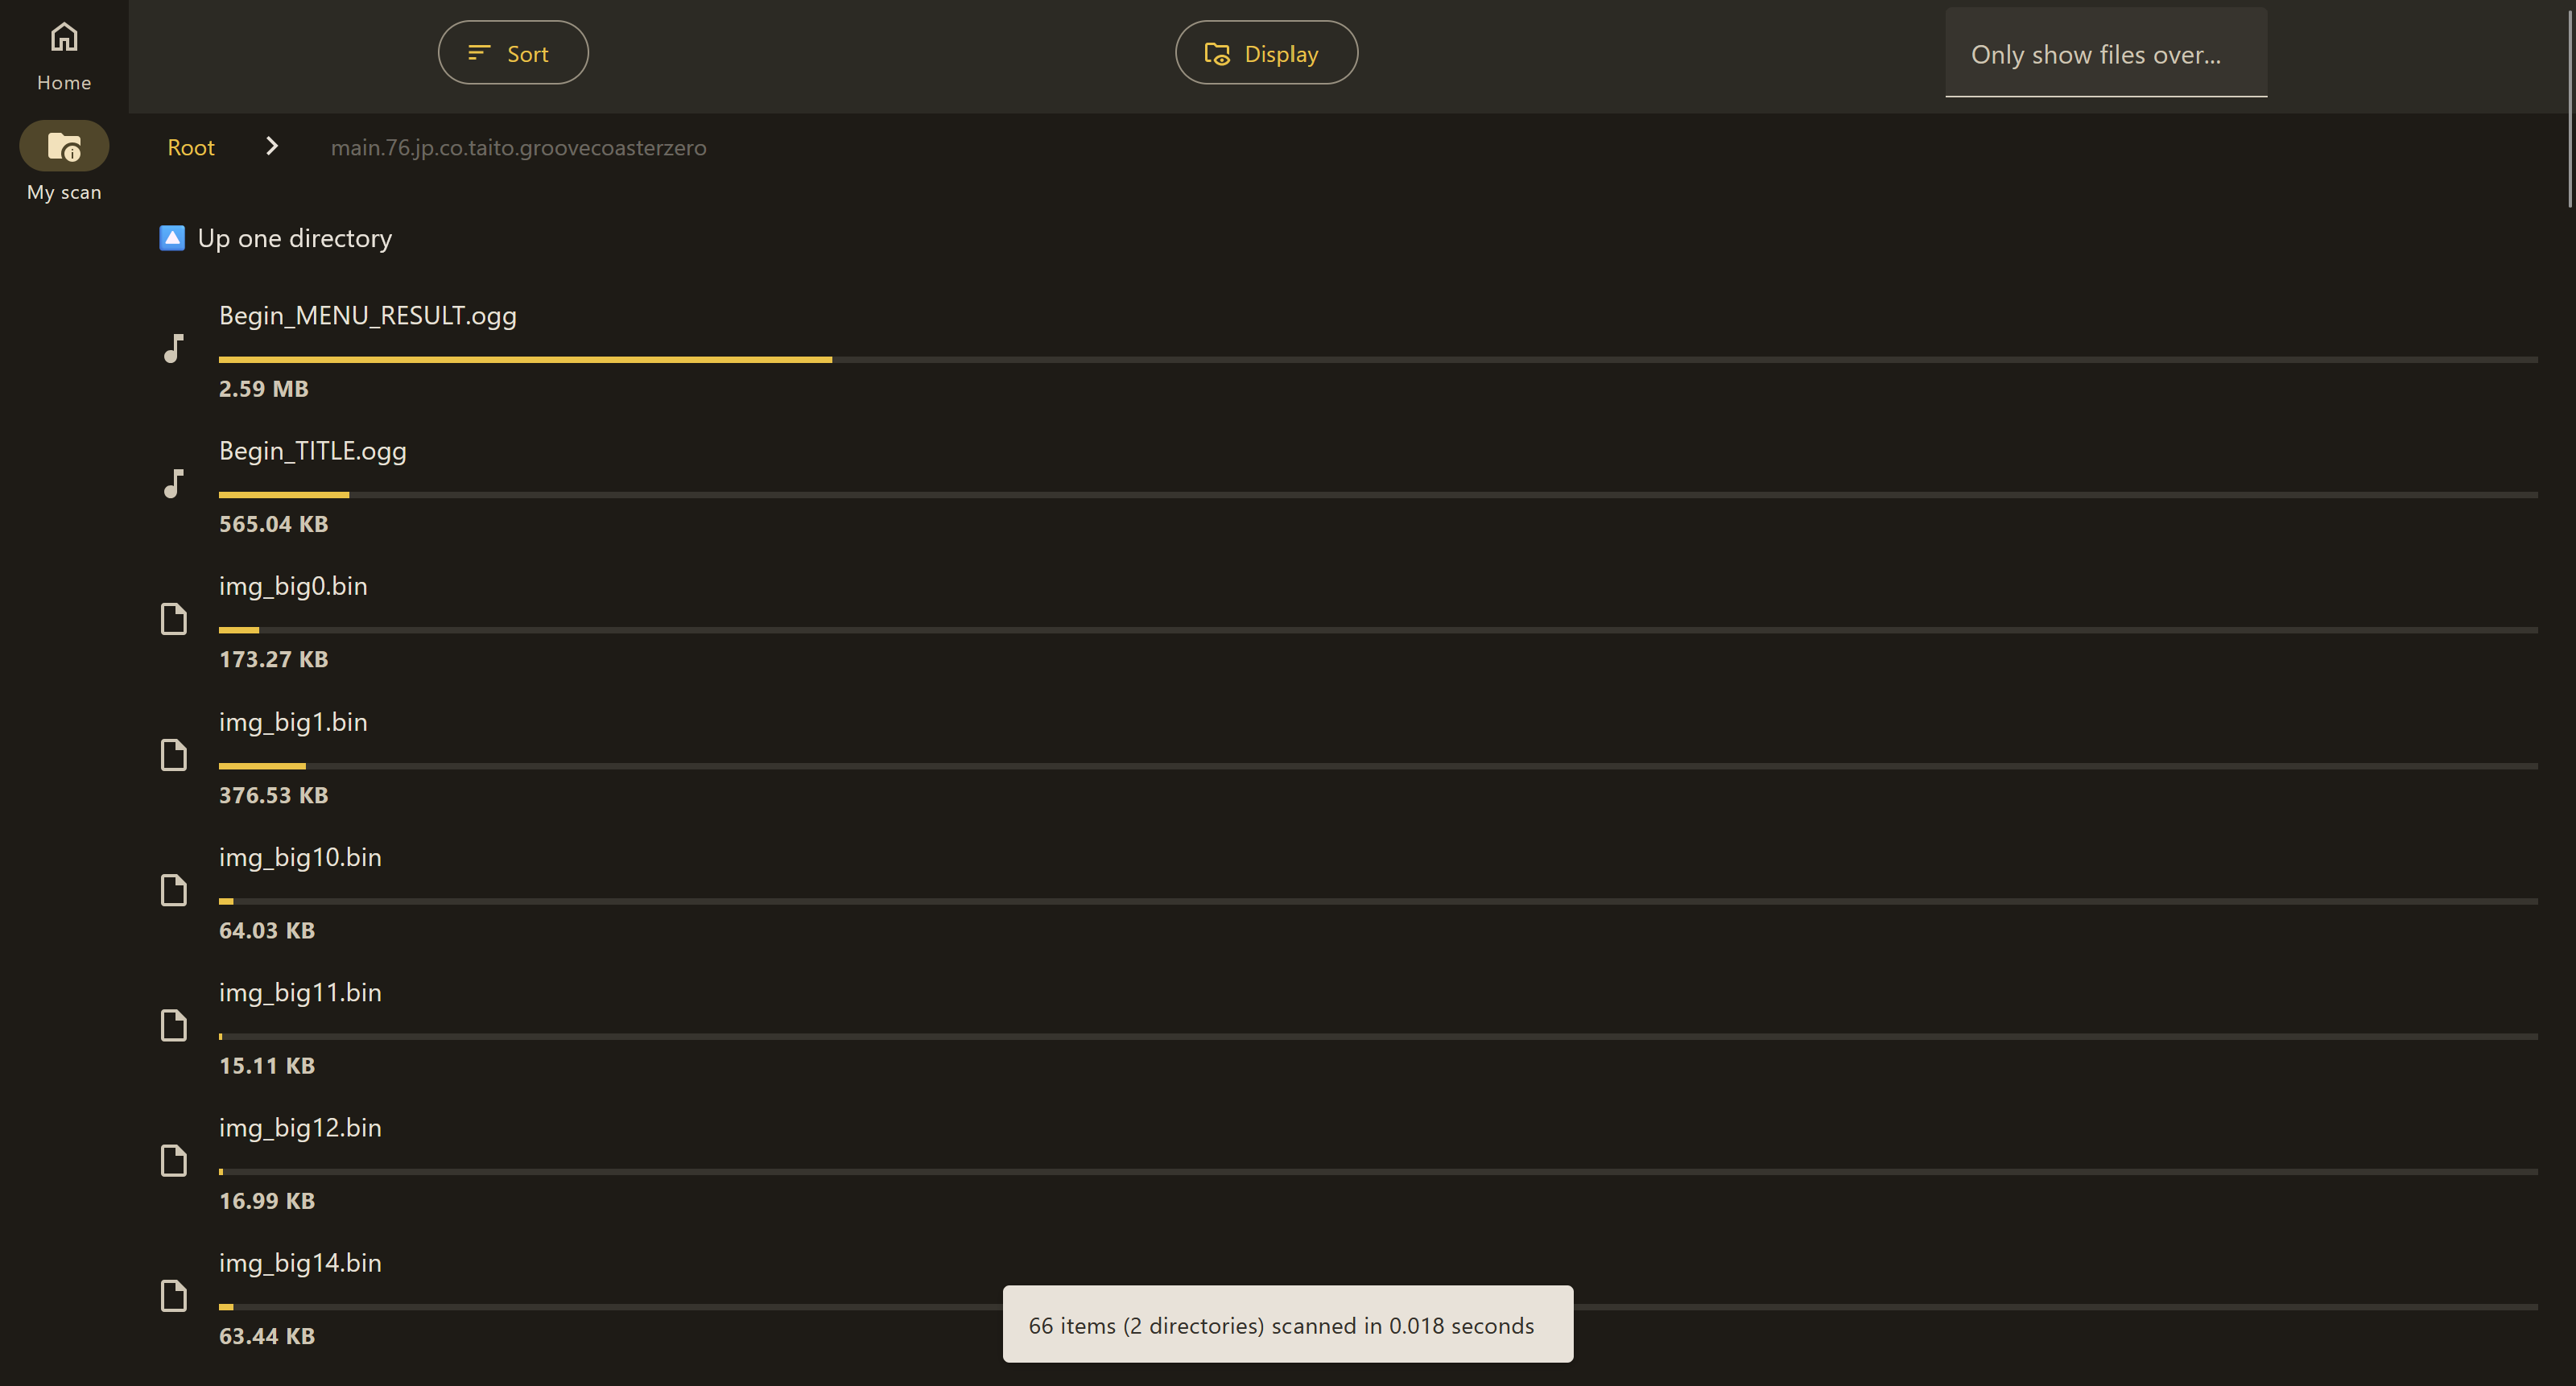 Home
My scan
Sort
Display
Only show files over...
Root
main.76.jp.co.taito.groovecoasterzero
Up one directory
Begin_MENU_RESULT.ogg
2.59 MB
Begin_TITLE.ogg
565.04 KB
img_big0.bin
173.27 KB
img_big1.bin
376.53 KB
img_big10.bin
64.03 KB
img_big11.bin
15.11 KB
img_big12.bin
16.99 KB
img_big14.bin
63.44 KB
66 items (2 directories) scanned in 0.018 seconds